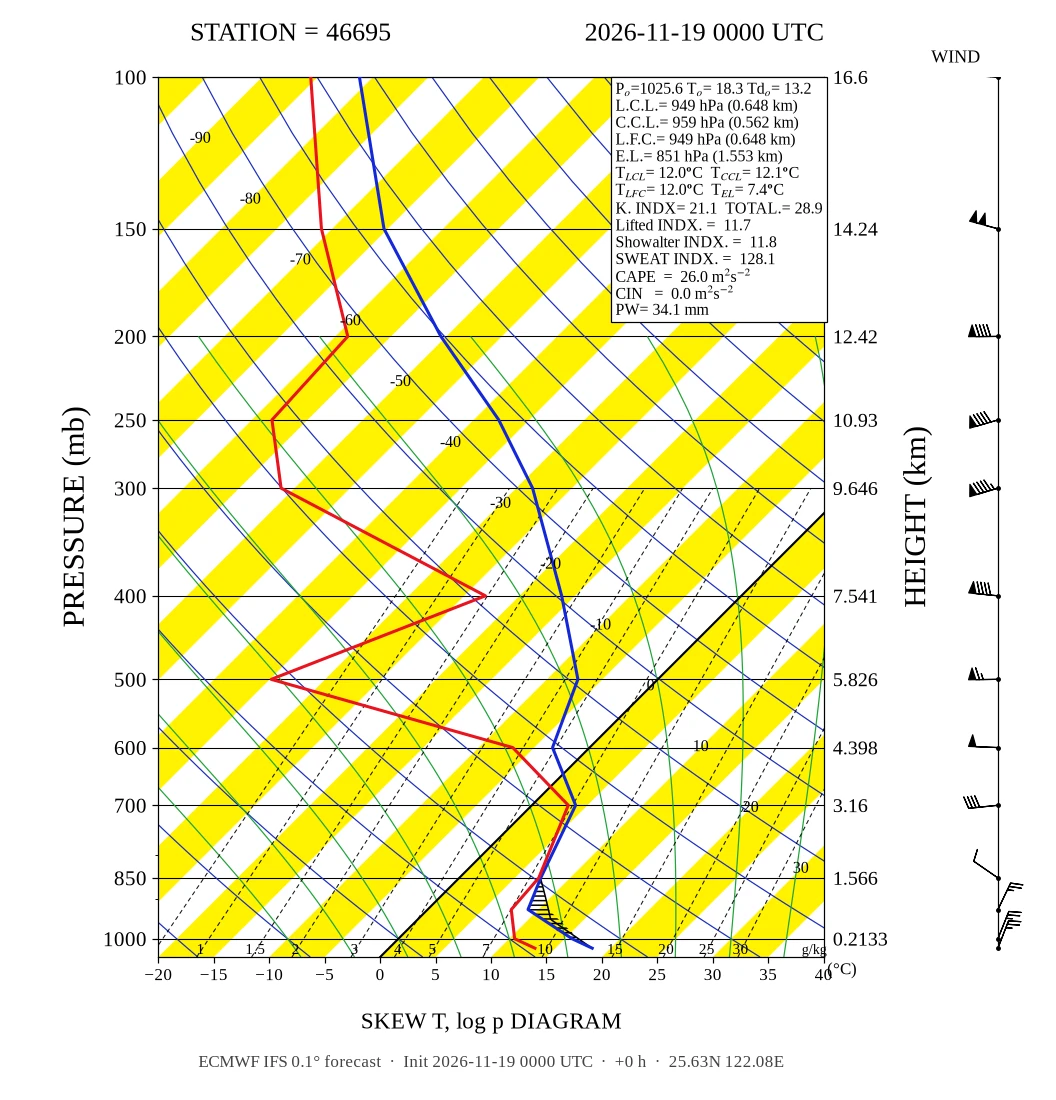 STATION = 46695
2026-11-19 0000 UTC
WIND
P₀=1025.6 T₀= 18.3 Td₀= 13.2
L.C.L.= 949 hPa (0.648 km)
C.C.L.= 959 hPa (0.562 km)
L.F.C.= 949 hPa (0.648 km)
E.L.= 851 hPa (1.553 km)
T_LCL= 12.0°C T_CCL= 12.1°C
T_LFC= 12.0°C T_EL= 7.4°C
K. INDX= 21.1 TOTAL.= 28.9
Lifted INDX. = 11.7
Showalter INDX. = 11.8
SWEAT INDX. = 128.1
CAPE = 26.0 m²s⁻²
CIN = 0.0 m²s⁻²
PW= 34.1 mm
PRESSURE (mb)
100
150
200
250
300
400
500
600
700
850
1000
-90
-80
-70
-60
-50
-40
-30
-20
-10
0
10
20
30
16.6
14.24
12.42
10.93
9.646
7.541
5.826
4.398
3.16
1.566
0.2133
HEIGHT (km)
1 1.5 2 3 4 5 7 10 15 20 25 30 g/kg
−20 −15 −10 −5 0 5 10 15 20 25 30 35 40 (°C)
SKEW T, log p DIAGRAM
ECMWF IFS 0.1° forecast · Init 2026-11-19 0000 UTC · +0 h · 25.63N 122.08E